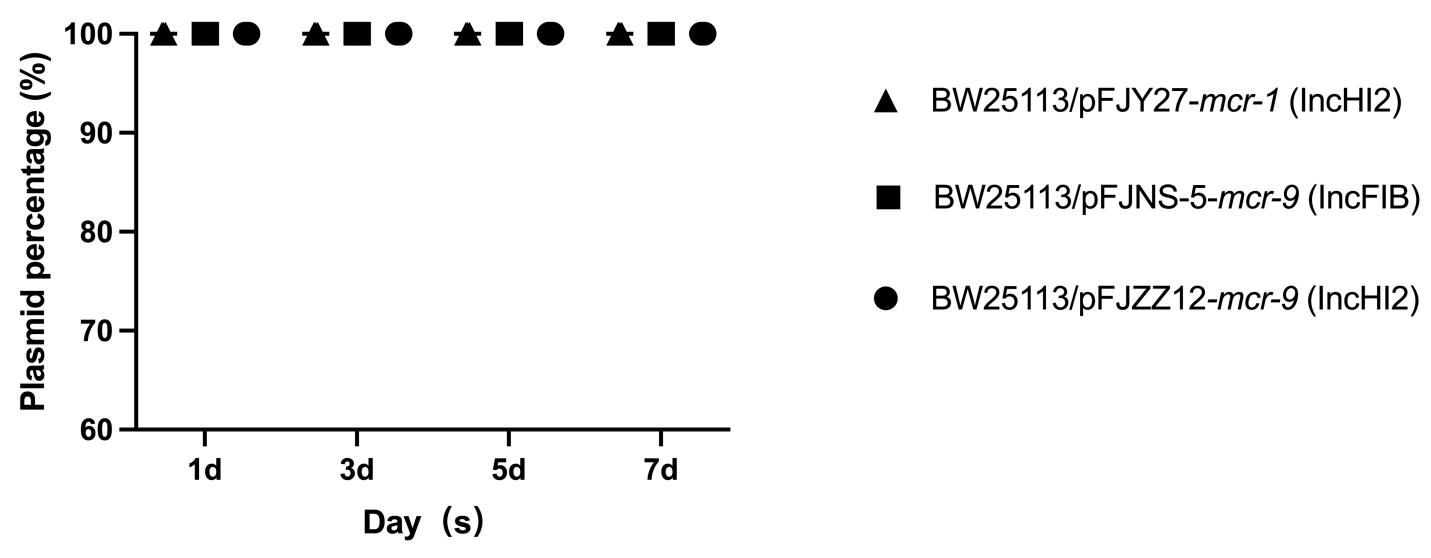 Plasmid percentage (%)
100
90
80
70
60
1d 3d 5d 7d
Day（s）
BW25113/pFJY27-mcr-1 (IncHI2)
BW25113/pFJNS-5-mcr-9 (IncFIB)
BW25113/pFJZZ12-mcr-9 (IncHI2)